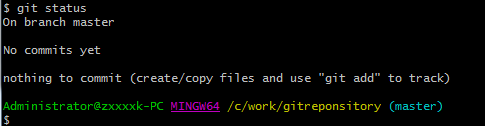 $ git status
On branch master
No commits yet
nothing to commit (create/copy files and use "git add" to track)
Administrator@zxxxxk-PC MINGW64 /c/work/gitreponsitory (master)
$